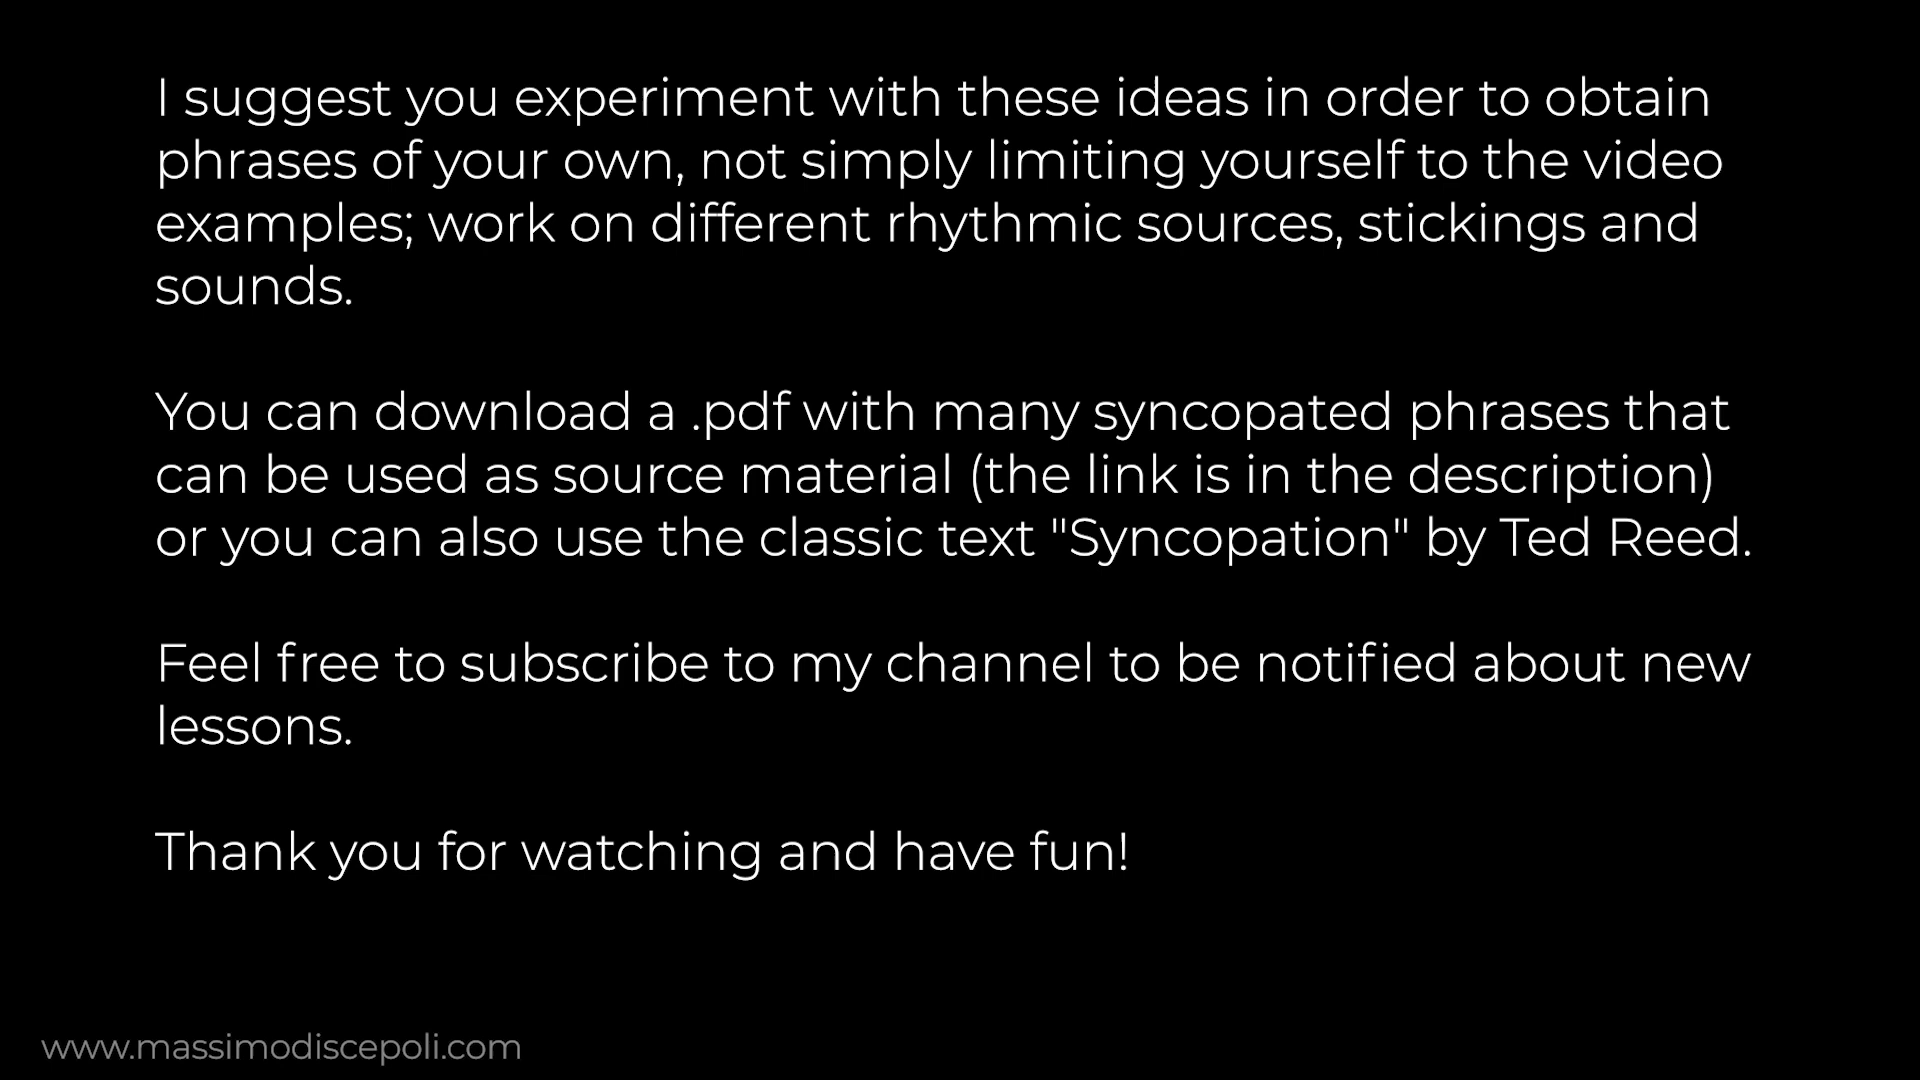 I suggest you experiment with these ideas in order to obtain
phrases of your own, not simply limiting yourself to the video
examples; work on different rhythmic sources, stickings and
sounds.
You can download a .pdf with many syncopated phrases that
can be used as source material (the link is in the description)
or you can also use the classic text "Syncopation" by Ted Reed.
Feel free to subscribe to my channel to be notified about new
lessons.
Thank you for watching and have fun!
www.massimodiscepoli.com